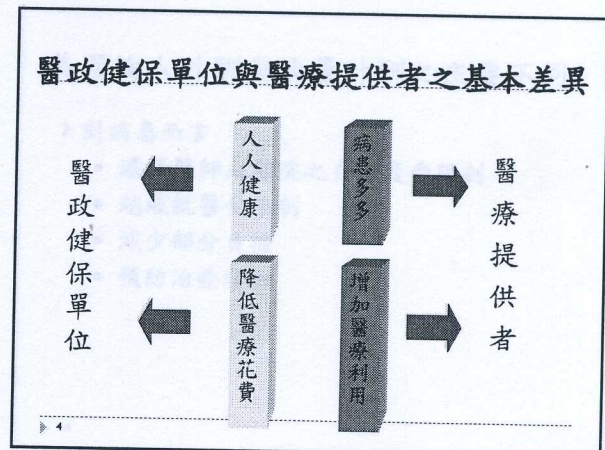 醫政健保單位與醫療提供者之基本差異
醫政健保單位
人人健康
病患多多
醫療提供者
降低醫療花費
增加醫療利用
4